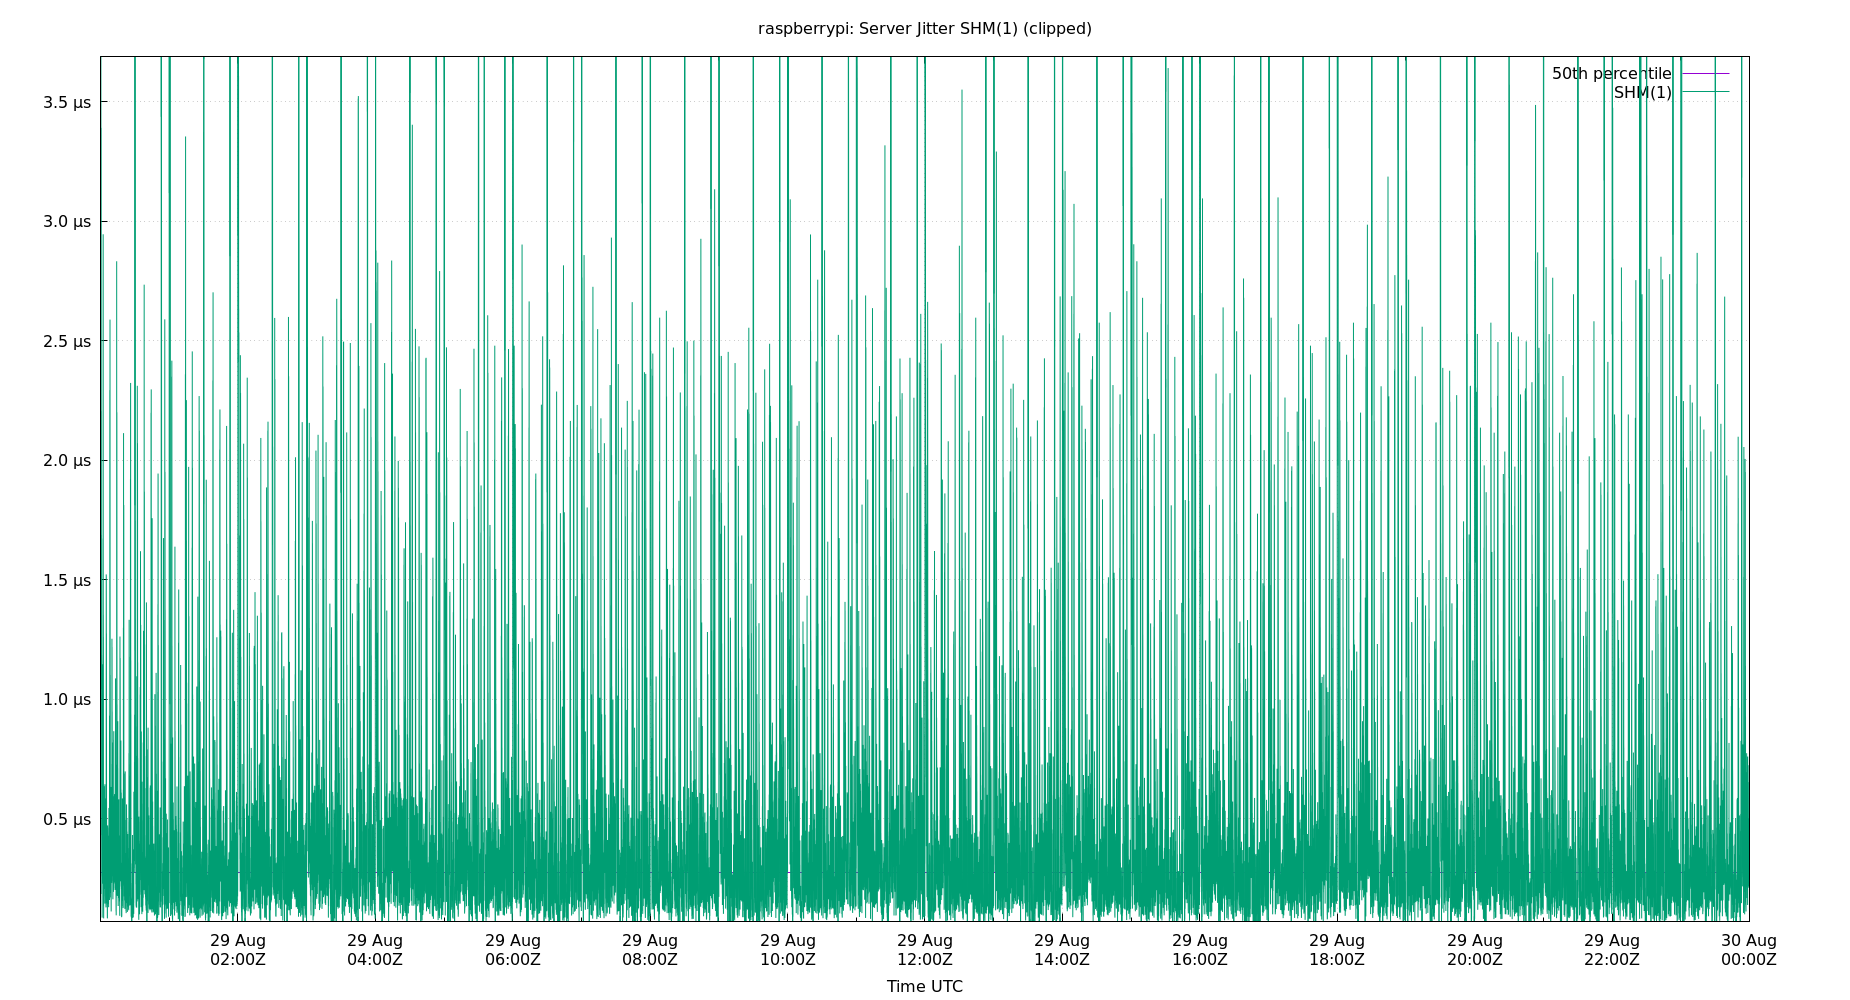 raspberrypi: Server Jitter SHM(1) (clipped)
50th percentile
SHM(1)
3.5 µs
3.0 µs
2.5 µs
2.0 µs
1.5 µs
1.0 µs
0.5 µs
29 Aug 29 Aug 29 Aug 29 Aug 29 Aug 29 Aug 29 Aug 29 Aug 29 Aug 29 Aug 29 Aug 30 Aug
02:00Z 04:00Z 06:00Z 08:00Z 10:00Z 12:00Z 14:00Z 16:00Z 18:00Z 20:00Z 22:00Z 00:00Z
Time UTC